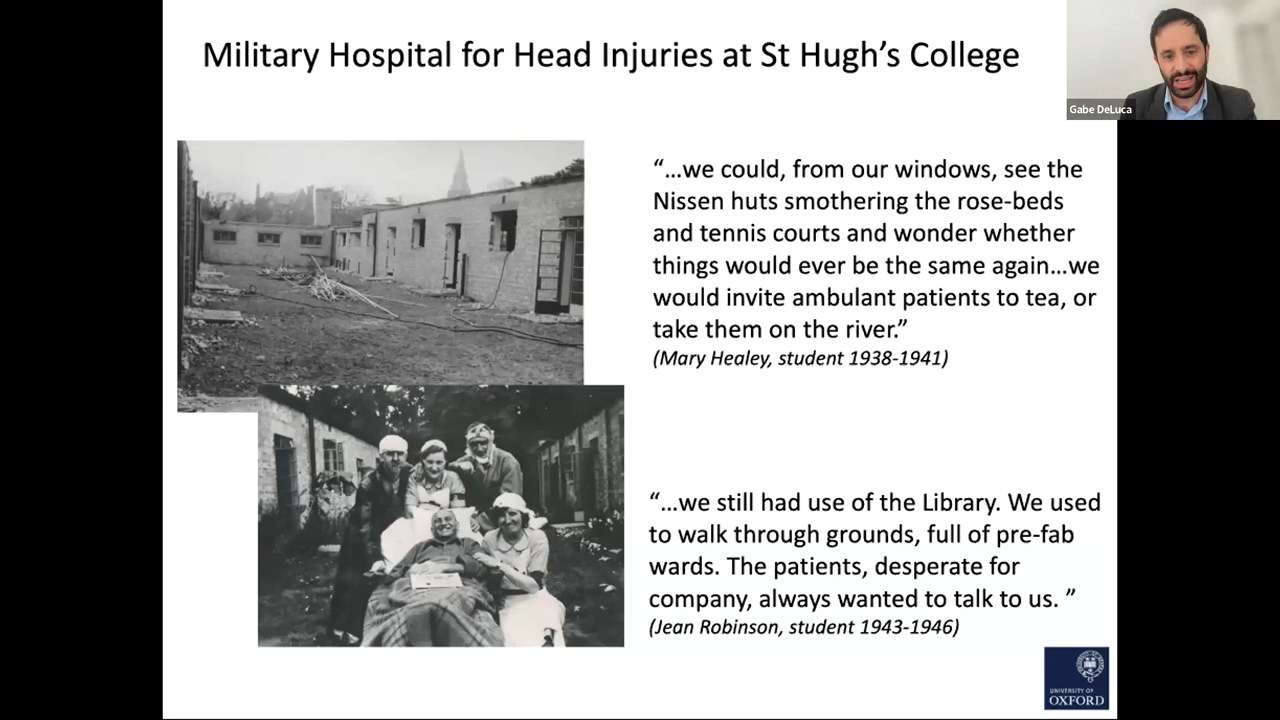 Military Hospital for Head Injuries at St Hugh’s College
Gabe DeLuca
“...we could, from our windows, see the
Nissen huts smothering the rose-beds
and tennis courts and wonder whether
things would ever be the same again...we
would invite ambulant patients to tea, or
take them on the river.”
(Mary Healey, student 1938-1941)
“...we still had use of the Library. We used
to walk through grounds, full of pre-fab
wards. The patients, desperate for
company, always wanted to talk to us. ”
(Jean Robinson, student 1943-1946)
UNIVERSITY OF
OXFORD